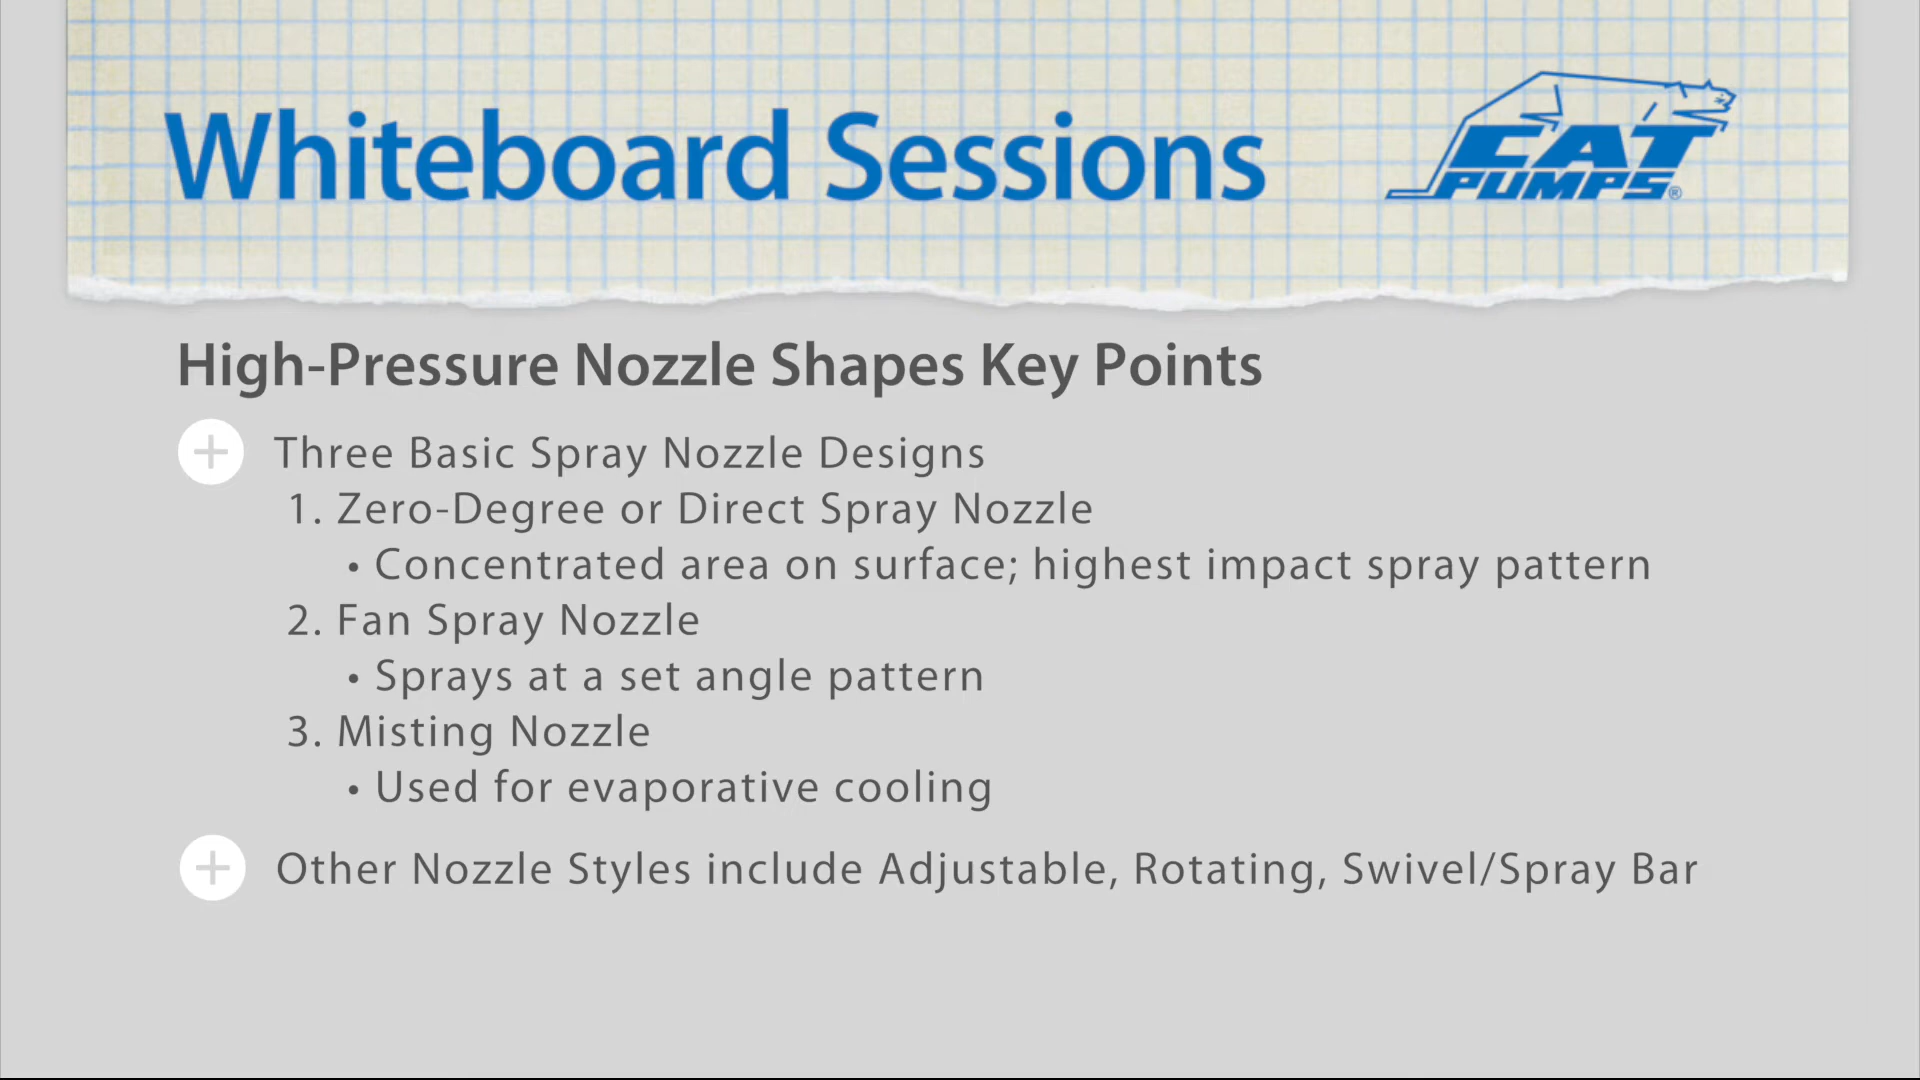 Whiteboard Sessions
CAT
PUMPS®
High-Pressure Nozzle Shapes Key Points
Three Basic Spray Nozzle Designs
1. Zero-Degree or Direct Spray Nozzle
• Concentrated area on surface; highest impact spray pattern
2. Fan Spray Nozzle
• Sprays at a set angle pattern
3. Misting Nozzle
• Used for evaporative cooling
Other Nozzle Styles include Adjustable, Rotating, Swivel/Spray Bar